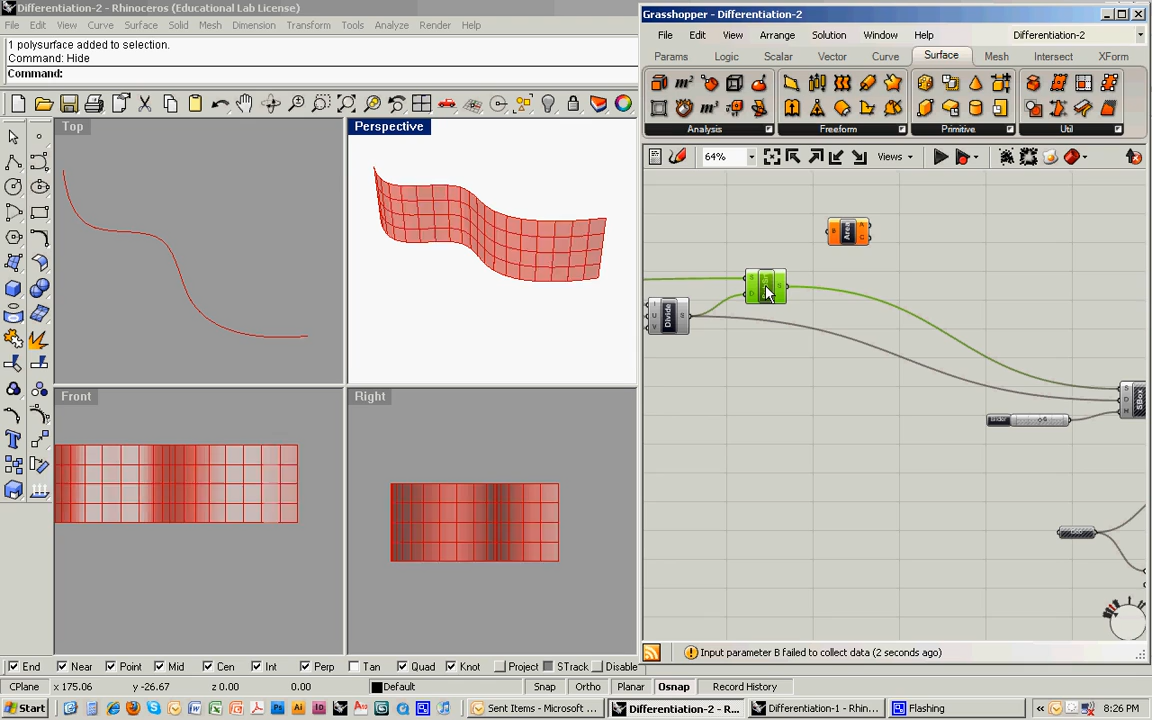 Differentiation-2 - Rhinoceros (Educational Lab License)
File Edit View Curve Surface Solid Mesh Dimension Transform Tools Analyze Render Help
1 polysurface added to selection.
Command: Hide
Command:
Top
Perspective
Front
Right
Grasshopper - Differentiation-2
File Edit View Arrange Solution Window Help Differentiation-2
Params Logic Scalar Vector Curve Surface Mesh Intersect XForm
Analysis Freeform Primitive Util
64% Views
B Area A C
S D S
I U V Divide S
S D H SBox
Input parameter B failed to collect data (2 seconds ago)
End Near Point Mid Cen Int Perp Tan Quad Knot Project STrack Disable
CPlane x 175.06 y -26.67 z 0.00 0.00 Default Snap Ortho Planar Osnap Record History
Start Sent Items - Microsoft ... Differentiation-2 - R... Differentiation-1 - Rhin... Flashing 8:26 PM